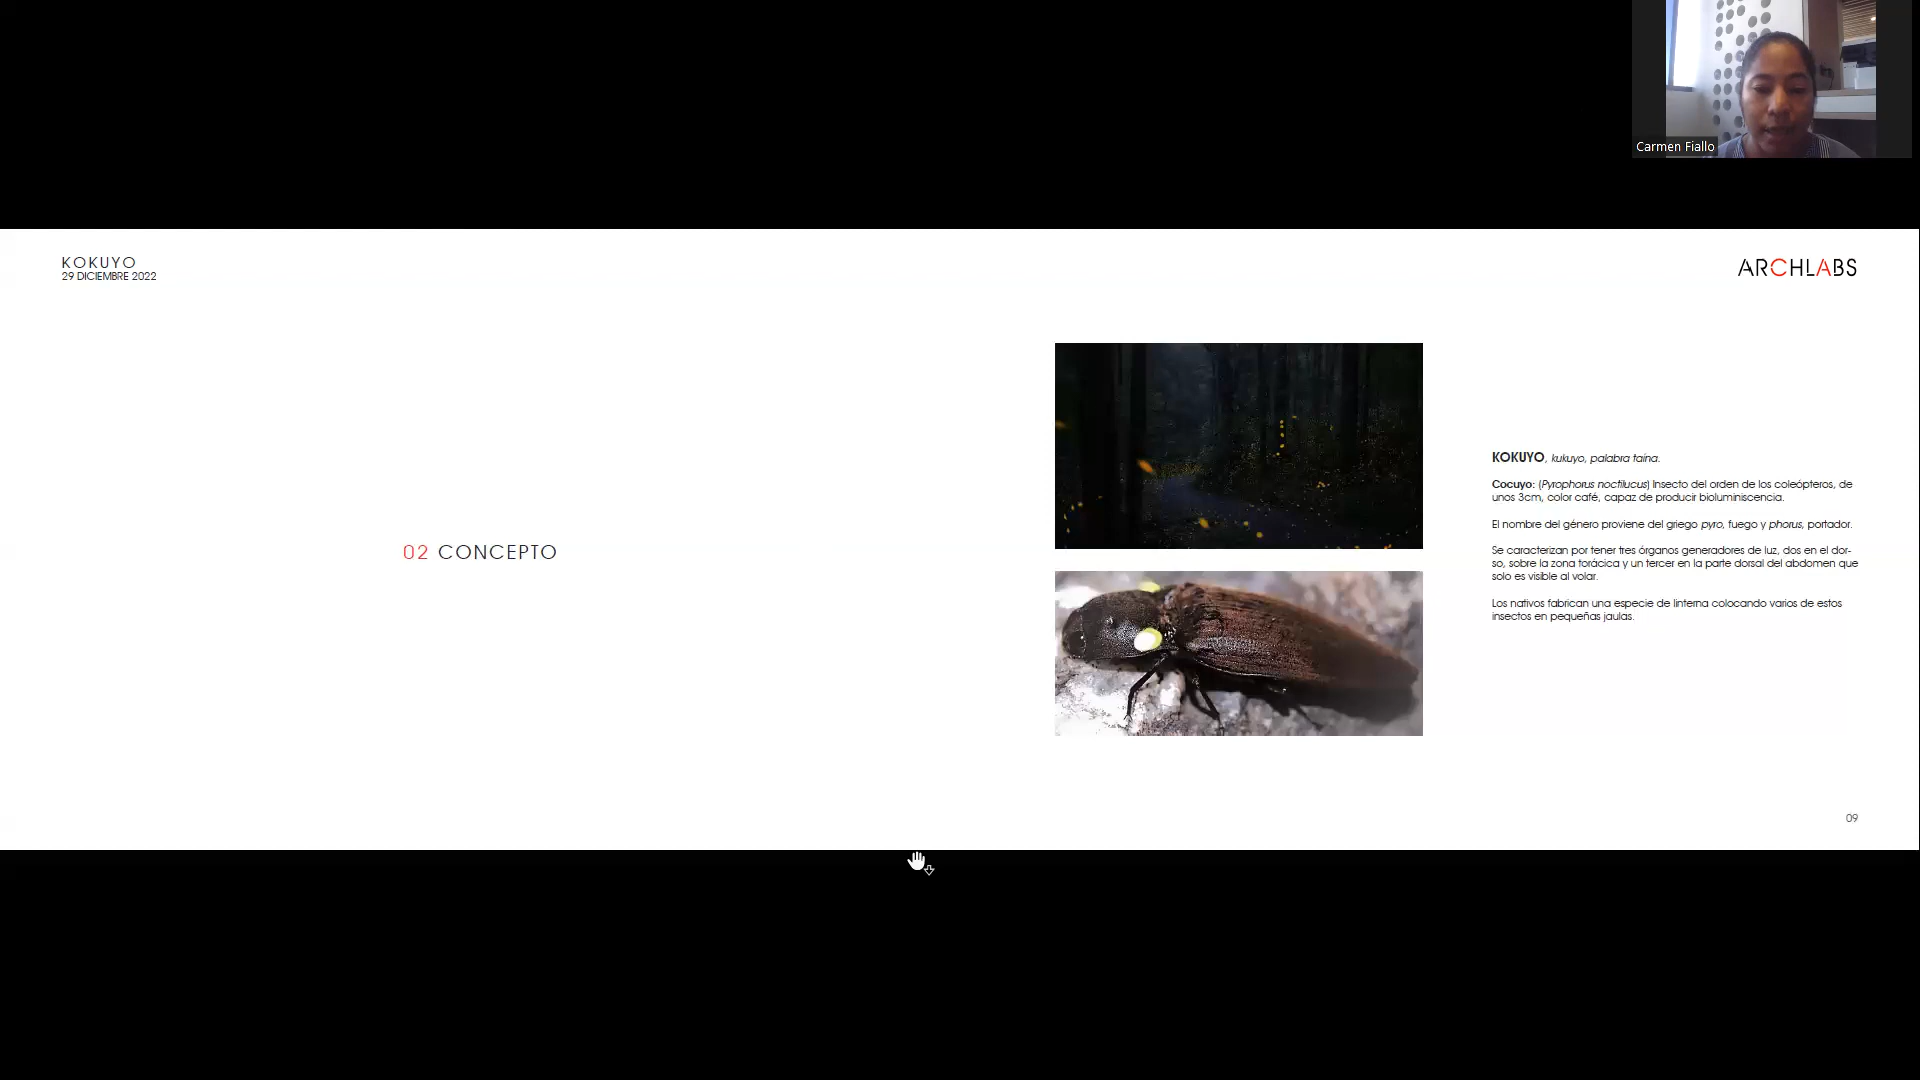 Carmen Fiallo
KOKUYO
29 DICIEMBRE 2022
ARCHLABS
02 CONCEPTO
KOKUYO, kukuyo, palabra taína.
Cocuyo: (Pyrophorus noctilucus) Insecto del orden de los coleópteros, de
unos 3cm, color café, capaz de producir bioluminiscencia.
El nombre del género proviene del griego pyro, fuego y phorus, portador.
Se caracterizan por tener tres órganos generadores de luz, dos en el dor-
so, sobre la zona torácica y un tercer en la parte dorsal del abdomen que
solo es visible al volar.
Los nativos fabrican una especie de linterna colocando varios de estos
insectos en pequeñas jaulas.
09